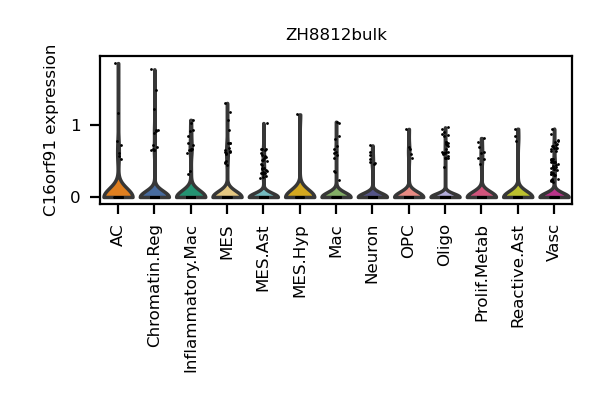 ZH8812bulk
C16orf91 expression
1
0
AC
Chromatin.Reg
Inflammatory.Mac
MES
MES.Ast
MES.Hyp
Mac
Neuron
OPC
Oligo
Prolif.Metab
Reactive.Ast
Vasc